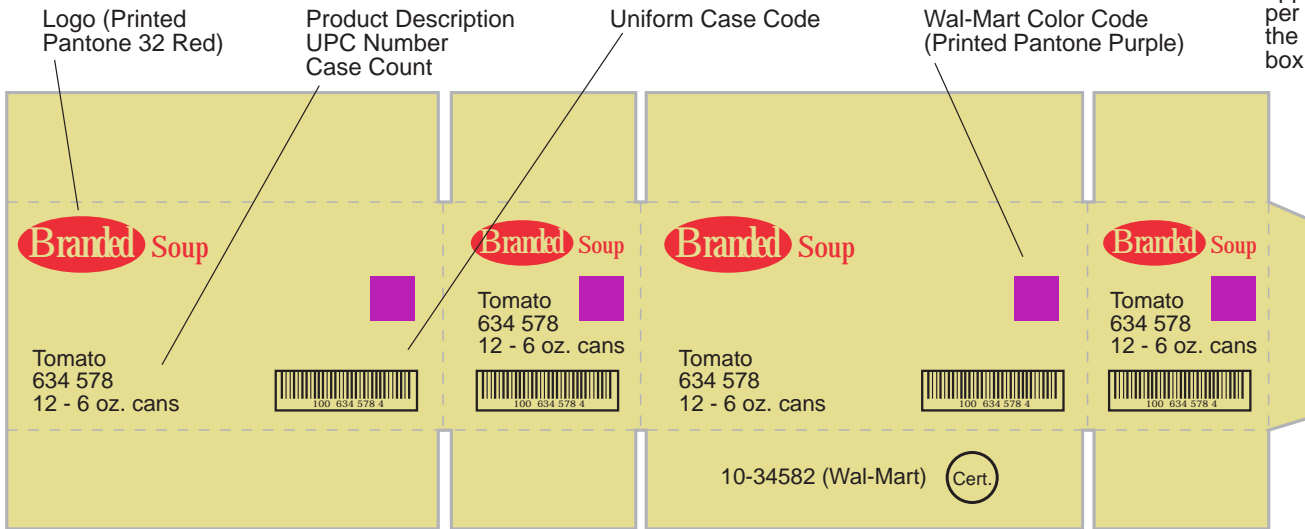 Logo (Printed
Pantone 32 Red)
Product Description
UPC Number
Case Count
Uniform Case Code
Wal-Mart Color Code
(Printed Pantone Purple)
per
the
box
Branded Soup
Tomato
634 578
12 - 6 oz. cans
100 634 578 4
Branded Soup
Tomato
634 578
12 - 6 oz. cans
100 634 578 4
Branded Soup
Tomato
634 578
12 - 6 oz. cans
100 634 578 4
Branded Soup
Tomato
634 578
12 - 6 oz. cans
100 634 578 4
10-34582 (Wal-Mart)
Cert.